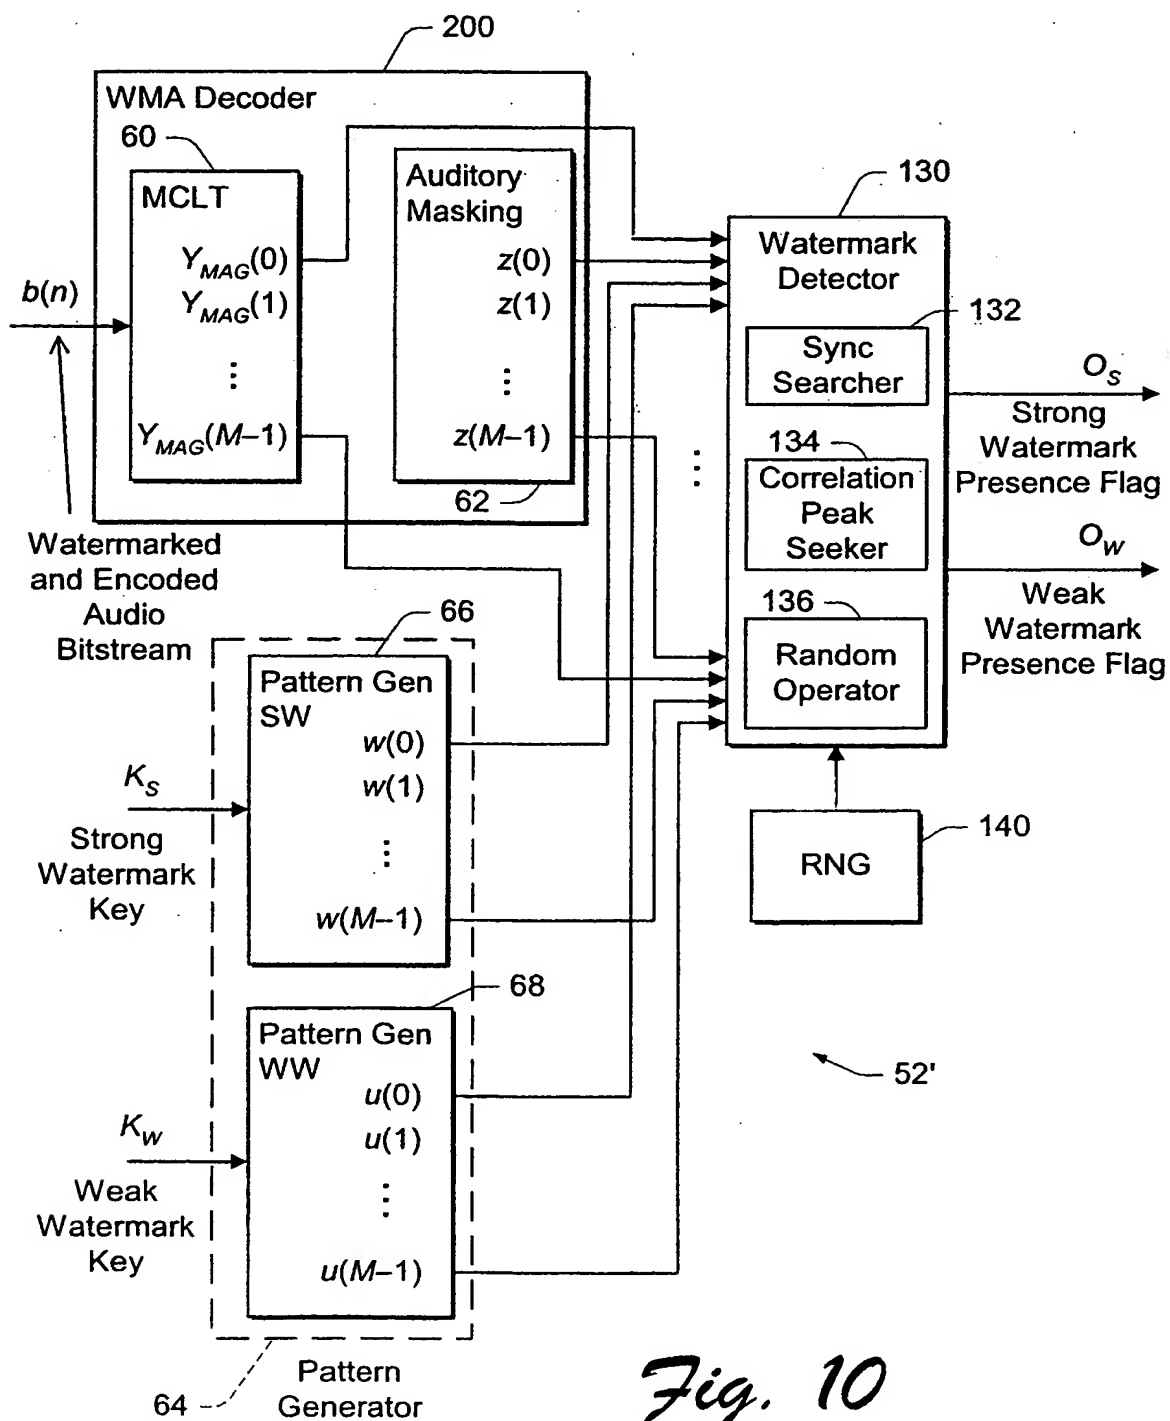 200
WMA Decoder
60
MCLT
Y_MAG(0)
Y_MAG(1)
...
Y_MAG(M–1)
Auditory
Masking
z(0)
z(1)
...
z(M–1)
62
b(n)
Watermarked
and Encoded
Audio
Bitstream
130
Watermark
Detector
132
Sync
Searcher
134
Correlation
Peak
Seeker
136
Random
Operator
...
O_S
Strong
Watermark
Presence Flag
O_W
Weak
Watermark
Presence Flag
140
RNG
66
Pattern Gen
SW
w(0)
w(1)
...
w(M–1)
K_S
Strong
Watermark
Key
68
Pattern Gen
WW
u(0)
u(1)
...
u(M–1)
K_W
Weak
Watermark
Key
52'
64
Pattern
Generator
Fig. 10